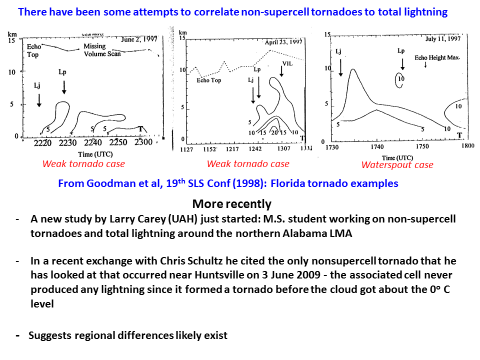 There have been some attempts to correlate non-supercell tornadoes to total lightning
km
15
10
5
0
Echo
Top
Missing
Volume Scan
June 2, 1997
Lj
Lp
5
5
5
T
2220 2230 2240 2250 2300
Time (UTC)
Weak tornado case
15
10
5
0
April 23, 1997
VIL
Echo Top
Lp
Lj
10 15 20 15 10
1127 1152 1217 1242 1307
Time (UTC)
Weak tornado case
15
10
5
0
July 11, 1997
Lj
Lp
Echo Height Max.
10
10
5
5
T
1730 1740 1750 1800
Time (UTC)
Waterspout case
From Goodman et al, 19th SLS Conf (1998): Florida tornado examples
More recently
- A new study by Larry Carey (UAH) just started: M.S. student working on non-supercell
tornadoes and total lightning around the northern Alabama LMA
- In a recent exchange with Chris Schultz he cited the only nonsupercell tornado that he
has looked at that occurred near Huntsville on 3 June 2009 - the associated cell never
produced any lightning since it formed a tornado before the cloud got about the 0° C
level
- Suggests regional differences likely exist